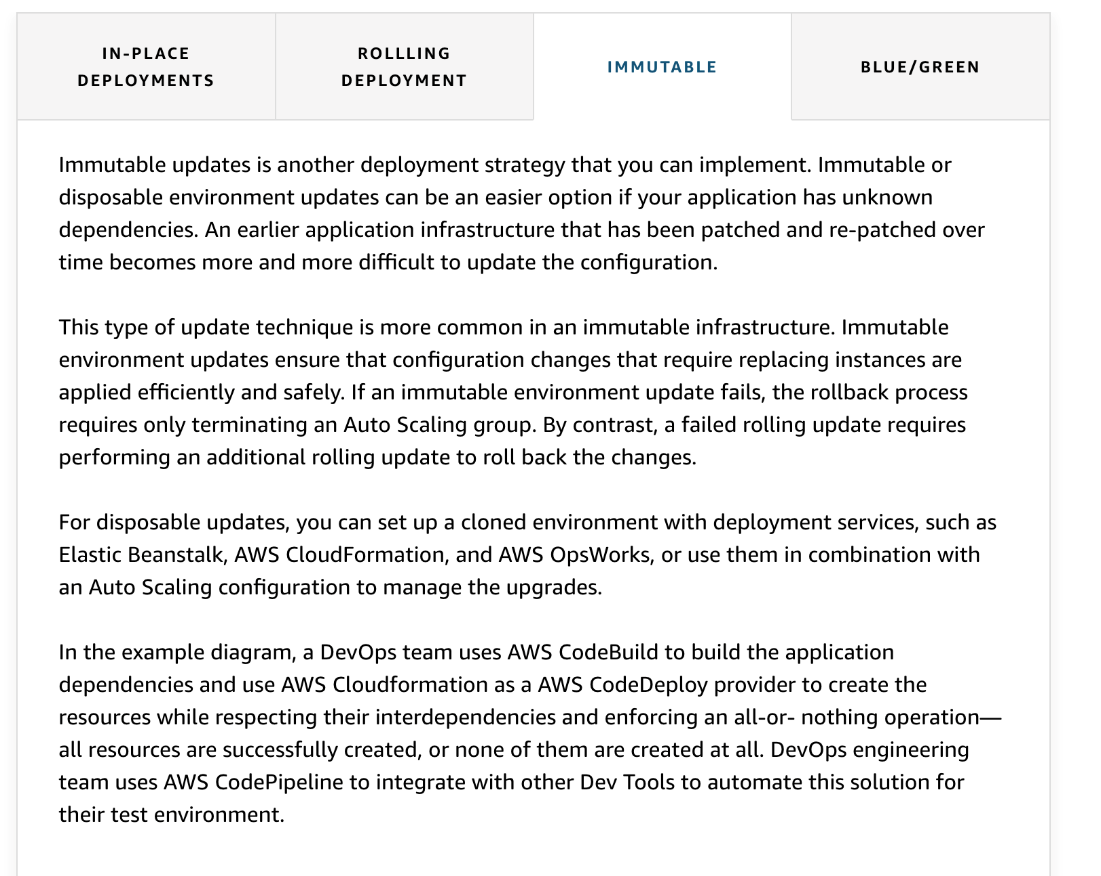 IN-PLACE
DEPLOYMENTS
ROLLLING
DEPLOYMENT
IMMUTABLE
BLUE/GREEN
Immutable updates is another deployment strategy that you can implement. Immutable or
disposable environment updates can be an easier option if your application has unknown
dependencies. An earlier application infrastructure that has been patched and re-patched over
time becomes more and more difficult to update the configuration.
This type of update technique is more common in an immutable infrastructure. Immutable
environment updates ensure that configuration changes that require replacing instances are
applied efficiently and safely. If an immutable environment update fails, the rollback process
requires only terminating an Auto Scaling group. By contrast, a failed rolling update requires
performing an additional rolling update to roll back the changes.
For disposable updates, you can set up a cloned environment with deployment services, such as
Elastic Beanstalk, AWS CloudFormation, and AWS OpsWorks, or use them in combination with
an Auto Scaling configuration to manage the upgrades.
In the example diagram, a DevOps team uses AWS CodeBuild to build the application
dependencies and use AWS Cloudformation as a AWS CodeDeploy provider to create the
resources while respecting their interdependencies and enforcing an all-or- nothing operation—
all resources are successfully created, or none of them are created at all. DevOps engineering
team uses AWS CodePipeline to integrate with other Dev Tools to automate this solution for
their test environment.